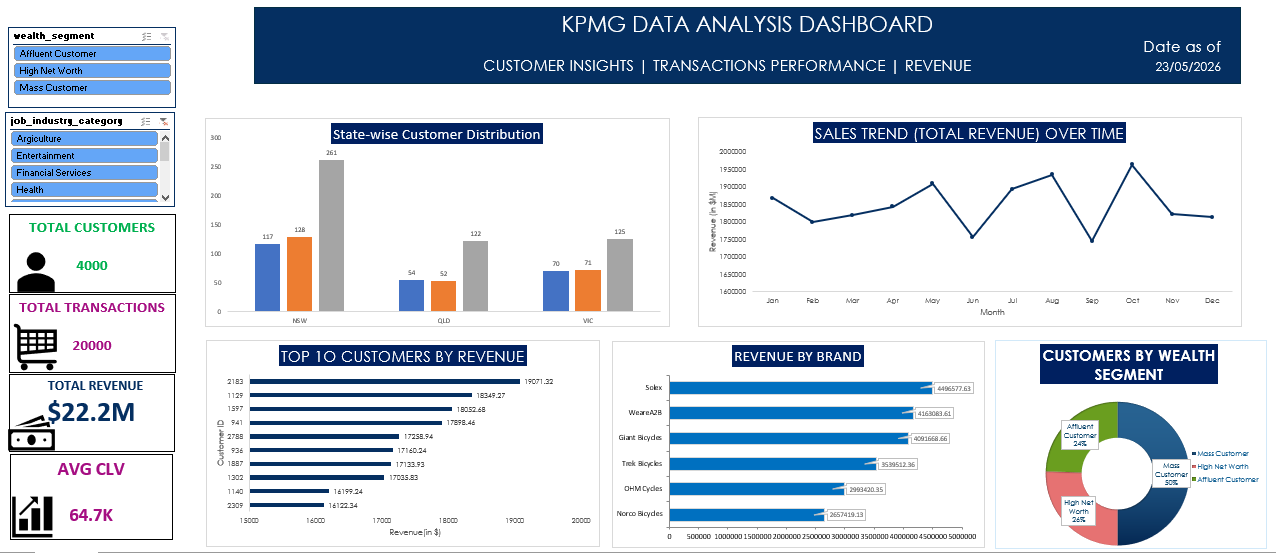 KPMG DATA ANALYSIS DASHBOARD
CUSTOMER INSIGHTS | TRANSACTIONS PERFORMANCE | REVENUE
Date as of
23/05/2026
wealth_segment
Affluent Customer
High Net Worth
Mass Customer
job_industry_category
Argiculture
Entertainment
Financial Services
Health
TOTAL CUSTOMERS
4000
TOTAL TRANSACTIONS
20000
TOTAL REVENUE
$22.2M
AVG CLV
64.7K
State-wise Customer Distribution
300
250
200
150
100
50
0
117
128
261
54
52
122
70
71
125
NSW
QLD
VIC
SALES TREND (TOTAL REVENUE) OVER TIME
Revenue (in $M)
2000000
1950000
1900000
1850000
1800000
1750000
1700000
1650000
1600000
Jan
Feb
Mar
Apr
May
Jun
Jul
Aug
Sep
Oct
Nov
Dec
Month
TOP 10 CUSTOMERS BY REVENUE
Customer ID
2183 19071.32
1129 18349.27
1597 18052.68
941 17898.46
2788 17258.94
936 17160.24
1887 17133.93
1302 17035.83
1140 16199.24
2309 16122.34
15000 16000 17000 18000 19000 20000
Revenue(in $)
REVENUE BY BRAND
Solex 4496577.63
WeareA2B 4163083.61
Giant Bicycles 4091668.66
Trek Bicycles 3539512.36
OHM Cycles 2993420.35
Norco Bicycles 2657419.13
0 500000 1000000 1500000 2000000 2500000 3000000 3500000 4000000 4500000 5000000
CUSTOMERS BY WEALTH
SEGMENT
Affluent
Customer
24%
Mass
Customer
50%
High Net
Worth
26%
Mass Customer
High Net Worth
Affluent Customer